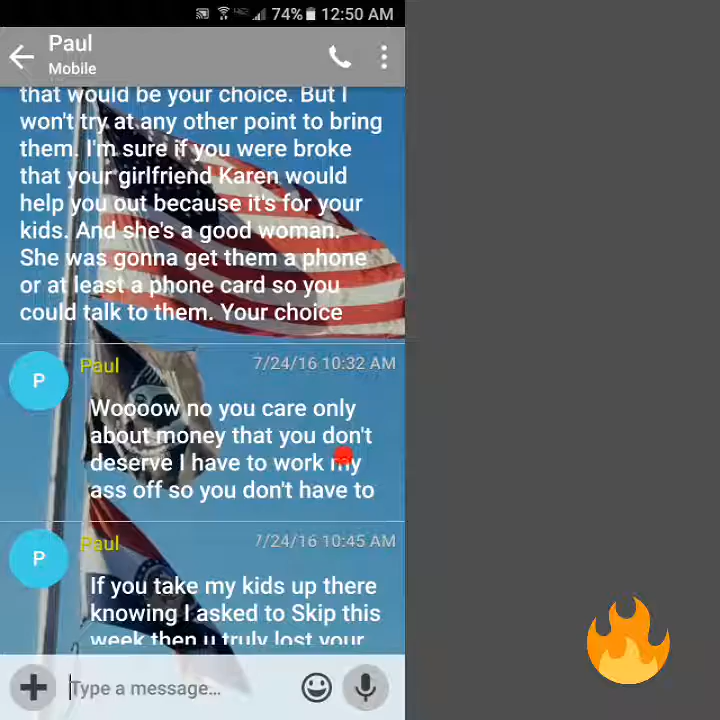 74% 12:50 AM
Paul
Mobile
that would be your choice. But I
won't try at any other point to bring
them. I'm sure if you were broke
that your girlfriend Karen would
help you out because it's for your
kids. And she's a good woman.
She was gonna get them a phone
or at least a phone card so you
could talk to them. Your choice
P
Paul
7/24/16 10:32 AM
Woooow no you care only
about money that you don't
deserve I have to work my
ass off so you don't have to
P
Paul
7/24/16 10:45 AM
If you take my kids up there
knowing I asked to Skip this
week then u truly lost your
Type a message...